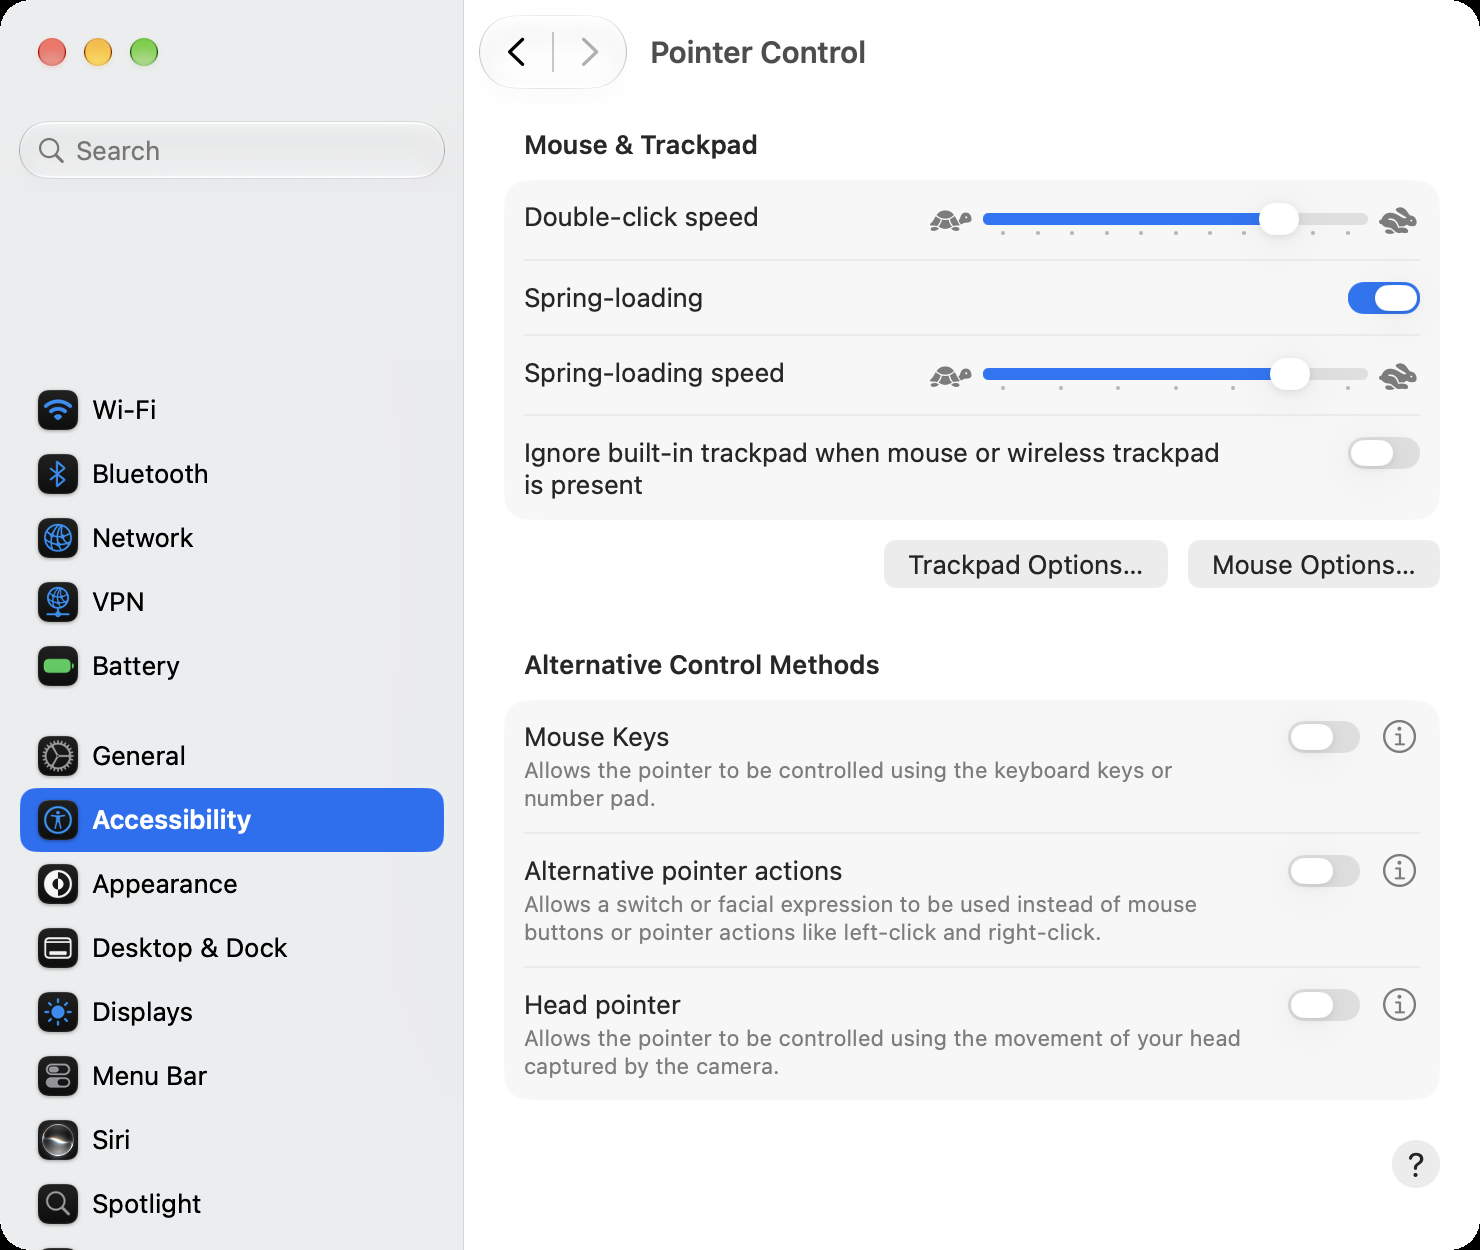 Search
Wi-Fi
Bluetooth
Network
VPN
Battery
General
Accessibility
Appearance
Desktop & Dock
Displays
Menu Bar
Siri
Spotlight
Pointer Control
Mouse & Trackpad
Double-click speed
Spring-loading
Spring-loading speed
Ignore built-in trackpad when mouse or wireless trackpad
is present
Trackpad Options...
Mouse Options...
Alternative Control Methods
Mouse Keys
Allows the pointer to be controlled using the keyboard keys or
number pad.
Alternative pointer actions
Allows a switch or facial expression to be used instead of mouse
buttons or pointer actions like left-click and right-click.
Head pointer
Allows the pointer to be controlled using the movement of your head
captured by the camera.
?